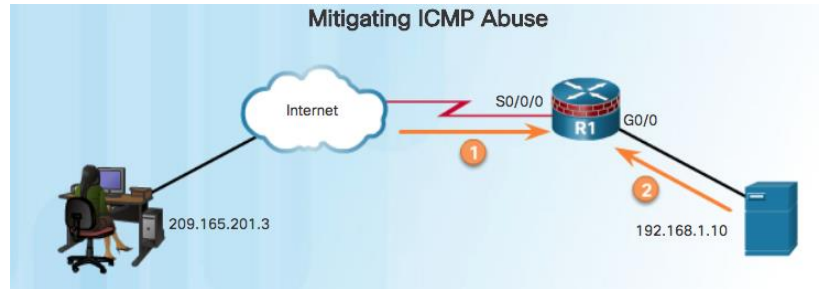 Mitigating ICMP Abuse
Internet
S0/0/0
R1
G0/0
1
2
209.165.201.3
192.168.1.10